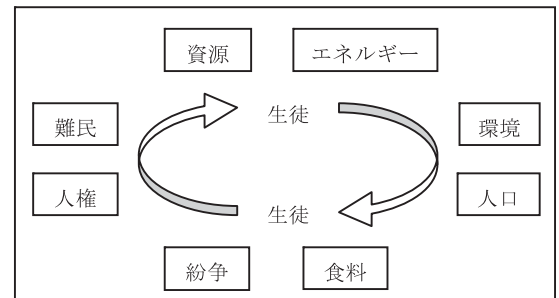 資源 エネルギー
難民 生徒 環境
人権 生徒 人口
紛争 食料